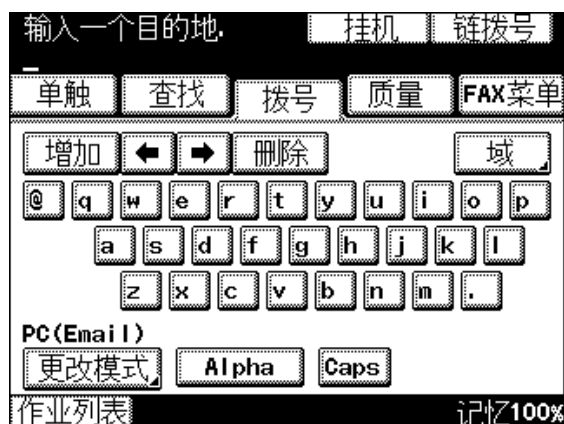 输入一个目的地. 挂机 链拨号
单触 查找 拨号 质量 FAX菜单
增加 ← → 删除 域
@ q w e r t y u i o p
a s d f g h j k l
z x c v b n m .
PC(Email)
更改模式 Alpha Caps
作业列表 记忆100%